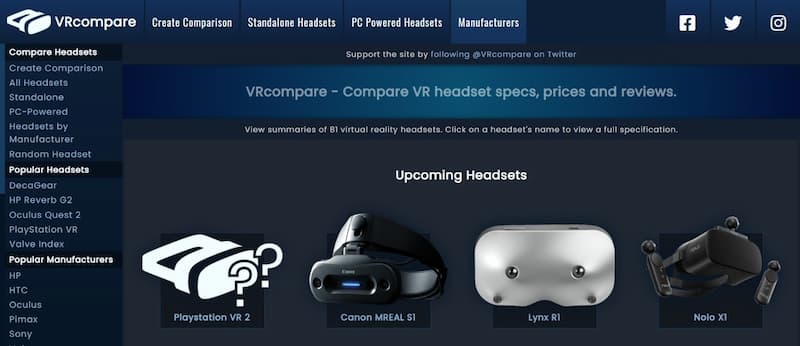 VRcompare
Create Comparison
Standalone Headsets
PC Powered Headsets
Manufacturers
Compare Headsets
Create Comparison
All Headsets
Standalone
PC-Powered
Headsets by
Manufacturer
Random Headset
Popular Headsets
DecaGear
HP Reverb G2
Oculus Quest 2
PlayStation VR
Valve Index
Popular Manufacturers
HP
HTC
Oculus
Pimax
Sony
Support the site by following @VRcompare on Twitter
VRcompare - Compare VR headset specs, prices and reviews.
View summaries of 81 virtual reality headsets. Click on a headset's name to view a full specification.
Upcoming Headsets
??
Canon
Playstation VR 2
Canon MREAL S1
Lynx R1
Nolo X1